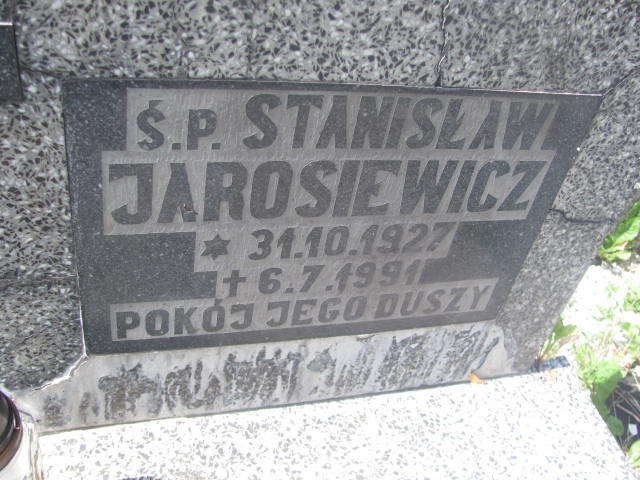 Ś.P. STANISŁAW
JAROSIEWICZ
✶ 31.10.1927
✝ 6.7.1991
POKÓJ JEGO DUSZY